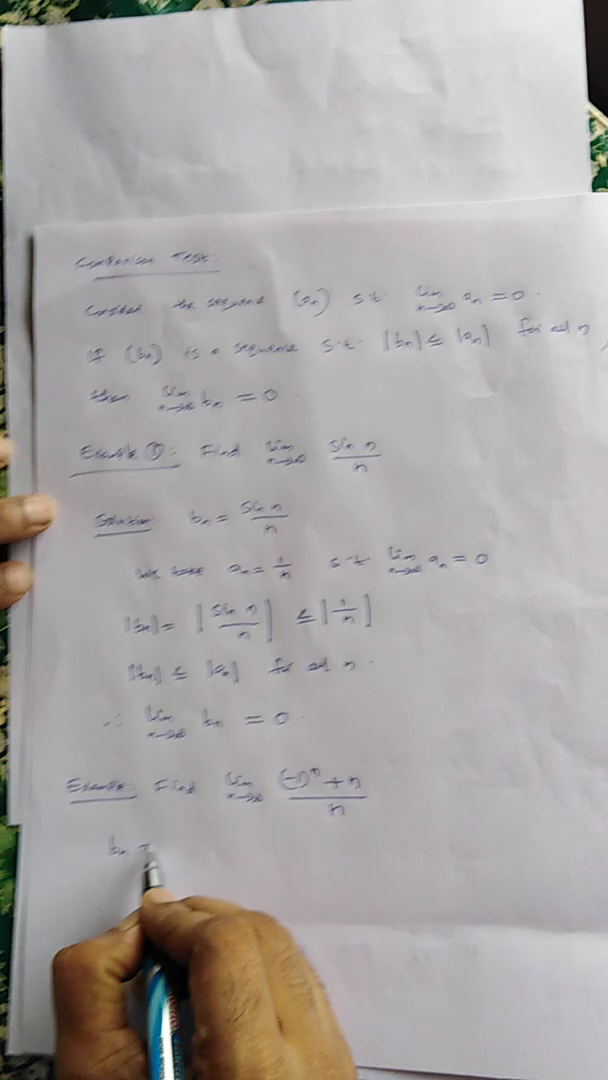 Comparison Test:
Consider the sequence (aₙ) s.t. lim n→∞ aₙ = 0.
If (bₙ) is a sequence s.t. |bₙ| ≤ |aₙ| for all n,
then lim n→∞ bₙ = 0.
Example ①: Find lim n→∞ sin n / n
Solution: bₙ = sin n / n
We take aₙ = 1/n s.t. lim n→∞ aₙ = 0
|bₙ| = |sin n / n| ≤ |1/n|
|bₙ| ≤ |aₙ| for all n.
∴ lim n→∞ bₙ = 0.
Example: Find lim n→∞ ((-1)ⁿ + n) / n
bₙ =